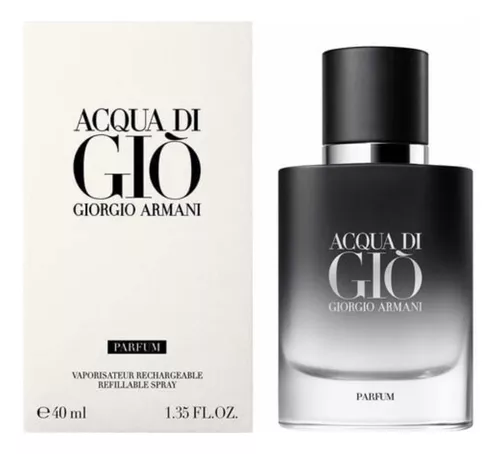 ACQUA DI
GIÒ
GIORGIO ARMANI
PARFUM
VAPORISATEUR RECHARGEABLE
REFILLABLE SPRAY
℮40 ml 1.35 FL.OZ.
ACQUA DI
GIÒ
GIORGIO ARMANI
PARFUM